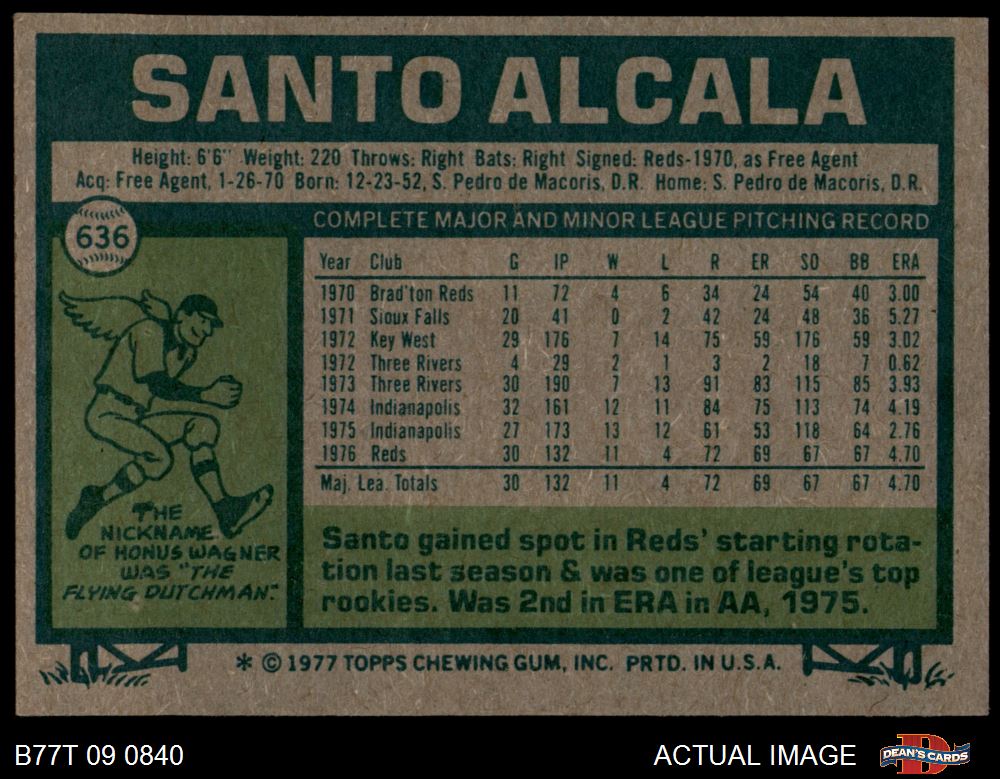 SANTO ALCALA
Height: 6'6" Weight: 220 Throws: Right Bats: Right Signed: Reds-1970, as Free Agent
Acq: Free Agent, 1-26-70 Born: 12-23-52, S. Pedro de Macoris, D.R. Home: S. Pedro de Macoris, D.R.
636
COMPLETE MAJOR AND MINOR LEAGUE PITCHING RECORD
Year Club G IP W L R ER SO BB ERA
1970 Brad'ton Reds 11 72 4 6 34 24 54 40 3.00
1971 Sioux Falls 20 41 0 2 42 24 48 36 5.27
1972 Key West 29 176 7 14 75 59 176 59 3.02
1972 Three Rivers 4 29 2 1 3 2 18 7 0.62
1973 Three Rivers 30 190 7 13 91 83 115 85 3.93
1974 Indianapolis 32 161 12 11 84 75 113 74 4.19
1975 Indianapolis 27 173 13 12 61 53 118 64 2.76
1976 Reds 30 132 11 4 72 69 67 67 4.70
Maj. Lea. Totals 30 132 11 4 72 69 67 67 4.70
THE
NICKNAME
OF HONUS WAGNER
WAS "THE
FLYING DUTCHMAN."
Santo gained spot in Reds' starting rota-
tion last season & was one of league's top
rookies. Was 2nd in ERA in AA, 1975.
* © 1977 TOPPS CHEWING GUM, INC. PRTD. IN U.S.A.
B77T 09 0840
ACTUAL IMAGE
DEAN'S CARDS